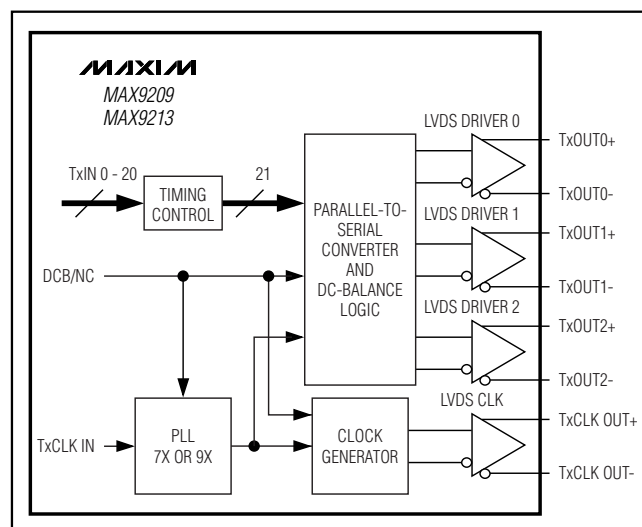 MAXIM
MAX9209
MAX9213
TxIN 0 - 20
21
TIMING
CONTROL
DCB/NC
PARALLEL-TO-
SERIAL
CONVERTER
AND
DC-BALANCE
LOGIC
TxCLK IN
PLL
7X OR 9X
CLOCK
GENERATOR
LVDS DRIVER 0
TxOUT0+
TxOUT0-
LVDS DRIVER 1
TxOUT1+
TxOUT1-
LVDS DRIVER 2
TxOUT2+
TxOUT2-
LVDS CLK
TxCLK OUT+
TxCLK OUT-